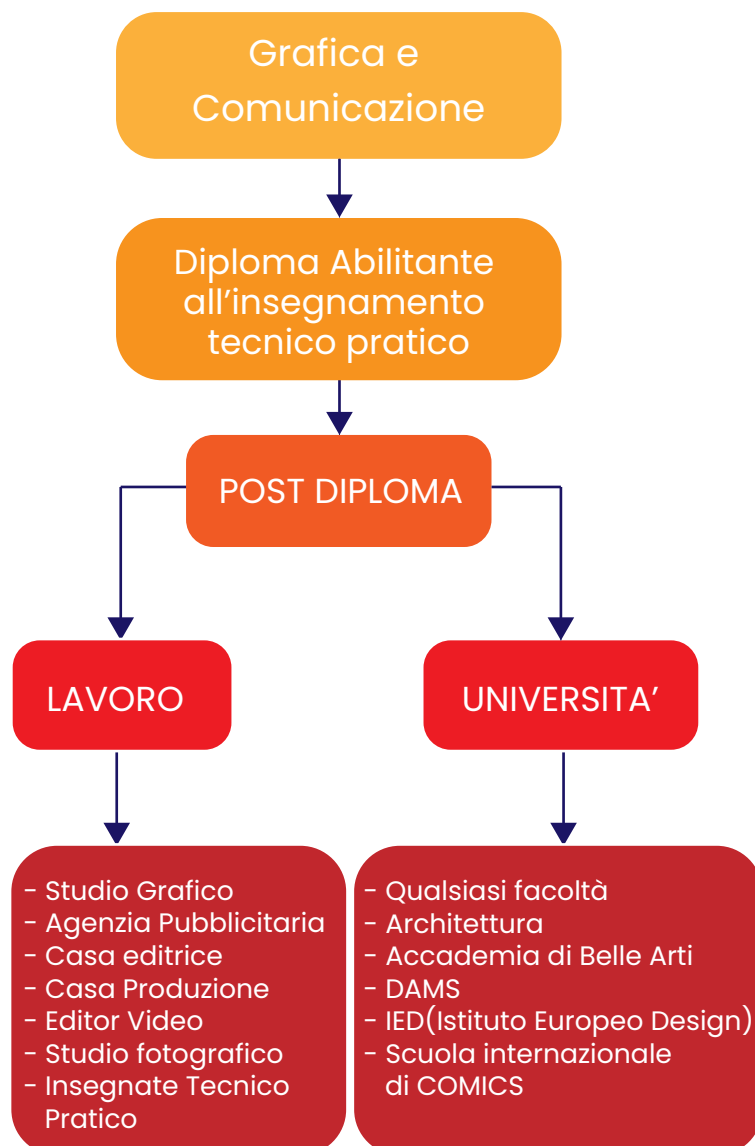 Grafica e
Comunicazione
Diploma Abilitante
all’insegnamento
tecnico pratico
POST DIPLOMA
LAVORO
UNIVERSITA’
- Studio Grafico
- Agenzia Pubblicitaria
- Casa editrice
- Casa Produzione
- Editor Video
- Studio fotografico
- Insegnate Tecnico
Pratico
- Qualsiasi facoltà
- Architettura
- Accademia di Belle Arti
- DAMS
- IED(Istituto Europeo Design)
- Scuola internazionale
di COMICS